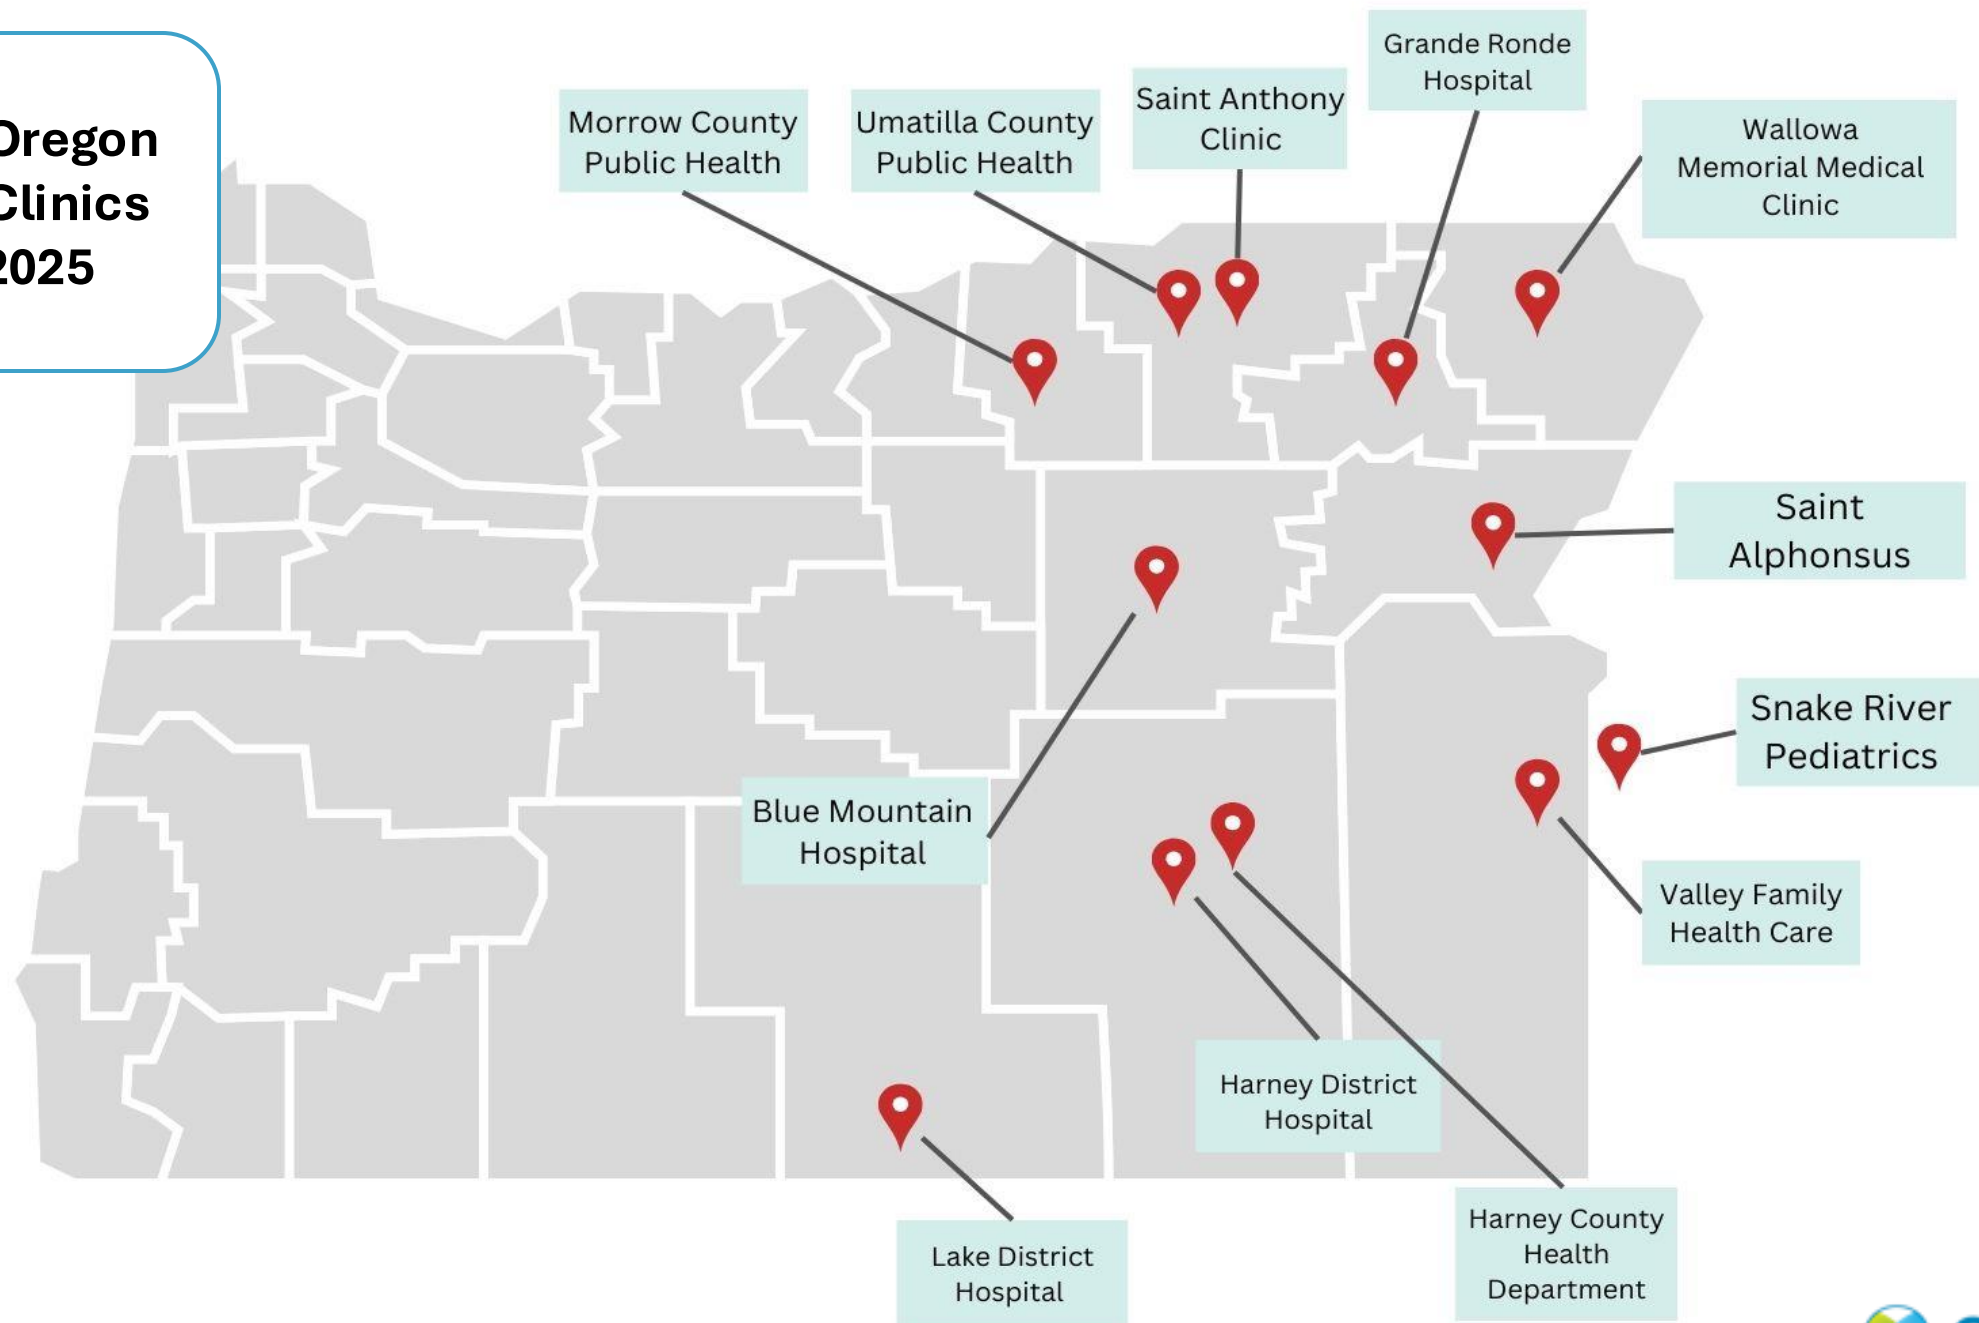 Oregon
Clinics
2025
Morrow County
Public Health
Umatilla County
Public Health
Saint Anthony
Clinic
Grande Ronde
Hospital
Wallowa
Memorial Medical
Clinic
Saint
Alphonsus
Snake River
Pediatrics
Blue Mountain
Hospital
Valley Family
Health Care
Harney District
Hospital
Harney County
Health
Department
Lake District
Hospital